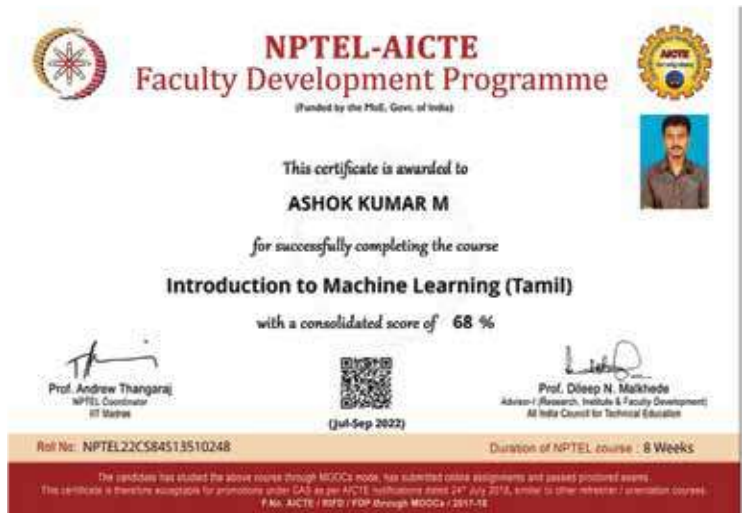 NPTEL-AICTE
Faculty Development Programme
(Funded by the MoE, Govt. of India)
AICTE
This certificate is awarded to
ASHOK KUMAR M
for successfully completing the course
Introduction to Machine Learning (Tamil)
with a consolidated score of 68 %
Prof. Andrew Thangaraj
NPTEL Coordinator
IIT Madras
Prof. Dileep N. Malkhede
Advisor-I (Research, Institute & Faculty Development)
All India Council for Technical Education
(Jul-Sep 2022)
Roll No: NPTEL22CS84S13510248
Duration of NPTEL course : 8 Weeks
The candidate has studied the above course through MOOCs mode, has submitted online assignments and passed proctored exams.
This certificate is therefore acceptable for promotions under CAS as per AICTE notifications dated 24th July 2018, similar to other refresher / orientation courses.
F.No. AICTE / RIFD / FDP through MOOCs / 2017-18